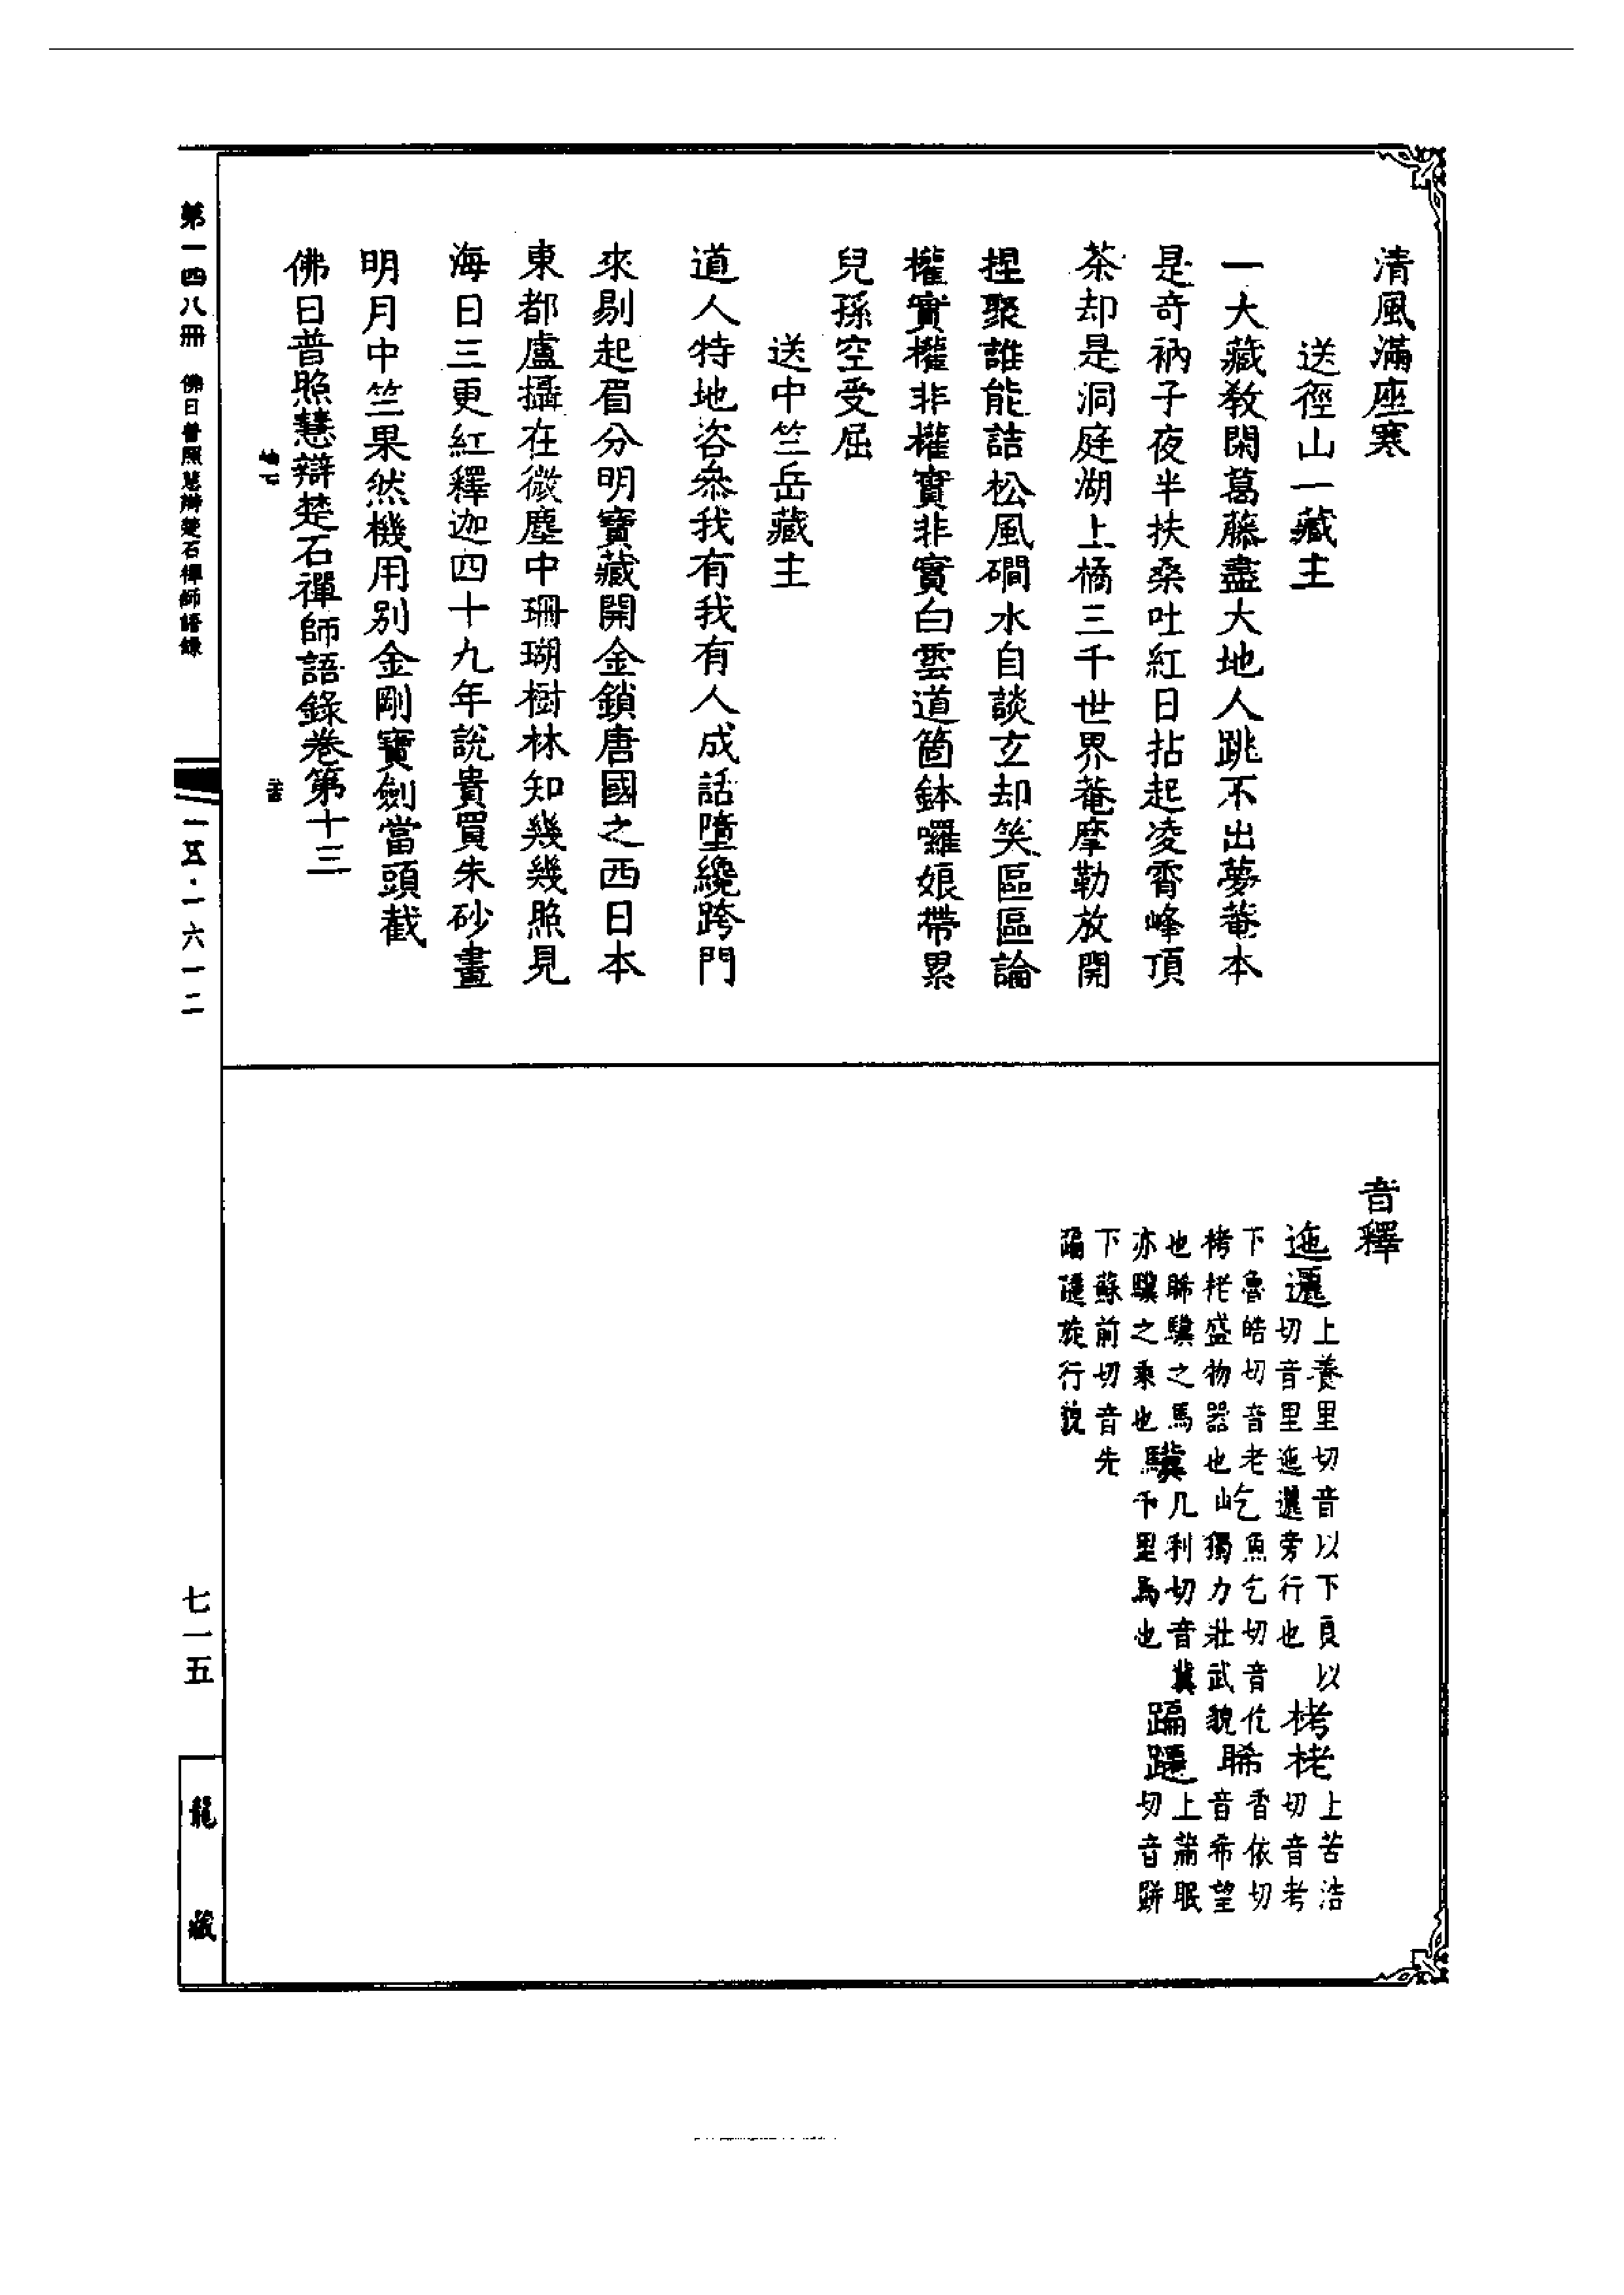 清風滿座寒
送徑山一藏主
一大藏教閑葛藤盡大地人跳不出夢菴本
是奇衲子夜半扶桑吐紅日拈起凌霄峰頂
茶却是洞庭湖上橘三千世界菴摩勒放開
捏聚誰能詰松風磵水自談玄却笑區區論
權實權非權實非實白雲道箇鉢囉娘帶累
兒孫空受屈
送中竺岳藏主
道人特地咨叅我有我有人成話墮纔跨門
來剔起眉分明寶藏開金鎖唐國之西日本
東都盧攝在微塵中珊瑚樹林知幾幾照見
海日三更紅釋迦四十九年說貴買朱砂畫
明月中竺果然機用別金剛寶劍當頭截
佛日普照慧辯楚石禪師語錄卷第十三
音釋
迤邐上養里切音以下良以
切音里迤邐旁行也
栲栳上苦浩
切音考
下魯皓切音老
栲栳盛物器也
屹魚乞切音仡
獨力壯武貌
睎香依切
音希望
也睎驥之馬
亦驥之乘也
驥几利切音冀
千里馬也
蹁躚上蒲眠
切音骿
下蘇前切音先
蹁躚旋行貌
第一四八冊 佛日普照慧辯楚石禪師語錄
一五·一六一二
七一五
龍藏